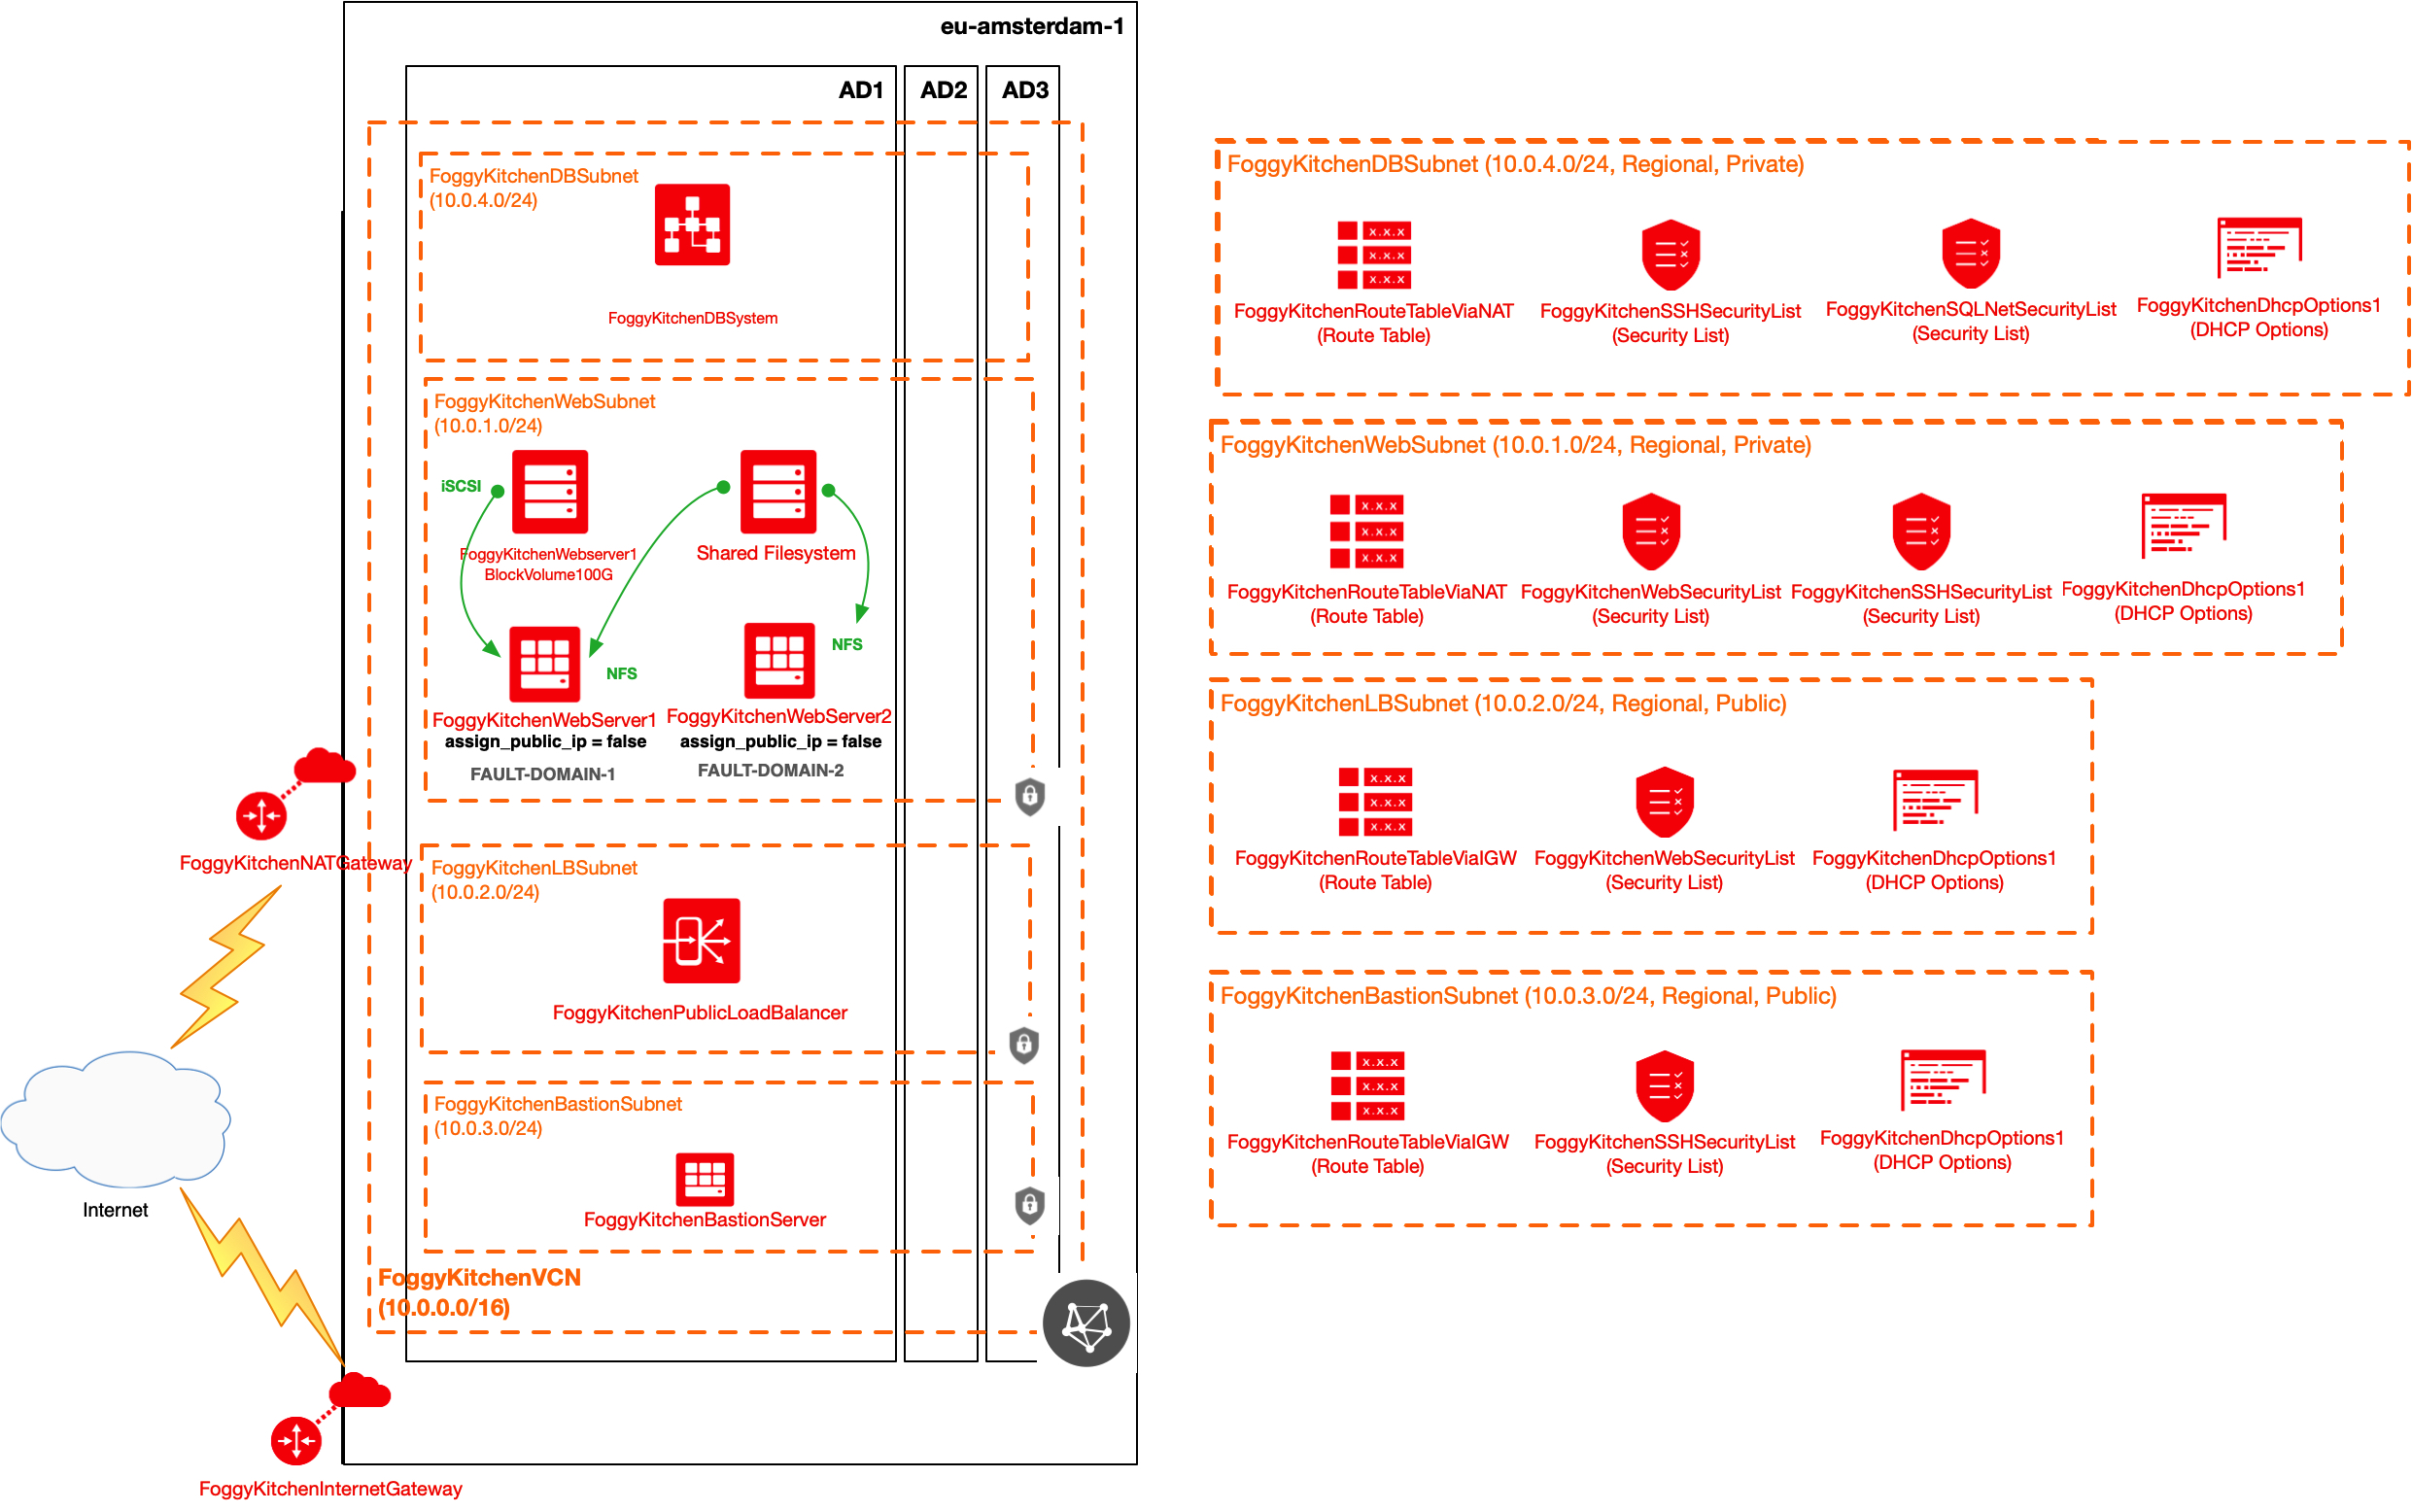 eu-amsterdam-1
AD1
AD2
AD3
FoggyKitchenDBSubnet
(10.0.4.0/24)
FoggyKitchenDBSystem
FoggyKitchenWebSubnet
(10.0.1.0/24)
iSCSI
FoggyKitchenWebserver1
BlockVolume100G
Shared Filesystem
NFS
NFS
FoggyKitchenWebServer1
assign_public_ip = false
FAULT-DOMAIN-1
FoggyKitchenWebServer2
assign_public_ip = false
FAULT-DOMAIN-2
FoggyKitchenNATGateway
FoggyKitchenLBSubnet
(10.0.2.0/24)
FoggyKitchenPublicLoadBalancer
FoggyKitchenBastionSubnet
(10.0.3.0/24)
FoggyKitchenBastionServer
Internet
FoggyKitchenVCN
(10.0.0.0/16)
FoggyKitchenInternetGateway
FoggyKitchenDBSubnet (10.0.4.0/24, Regional, Private)
x.x.x
x.x.x
x.x.x
FoggyKitchenRouteTableViaNAT
(Route Table)
FoggyKitchenSSHSecurityList
(Security List)
FoggyKitchenSQLNetSecurityList
(Security List)
FoggyKitchenDhcpOptions1
(DHCP Options)
FoggyKitchenWebSubnet (10.0.1.0/24, Regional, Private)
x.x.x
x.x.x
x.x.x
FoggyKitchenRouteTableViaNAT
(Route Table)
FoggyKitchenWebSecurityList
(Security List)
FoggyKitchenSSHSecurityList
(Security List)
FoggyKitchenDhcpOptions1
(DHCP Options)
FoggyKitchenLBSubnet (10.0.2.0/24, Regional, Public)
x.x.x
x.x.x
x.x.x
FoggyKitchenRouteTableViaIGW
(Route Table)
FoggyKitchenWebSecurityList
(Security List)
FoggyKitchenDhcpOptions1
(DHCP Options)
FoggyKitchenBastionSubnet (10.0.3.0/24, Regional, Public)
x.x.x
x.x.x
x.x.x
FoggyKitchenRouteTableViaIGW
(Route Table)
FoggyKitchenSSHSecurityList
(Security List)
FoggyKitchenDhcpOptions1
(DHCP Options)